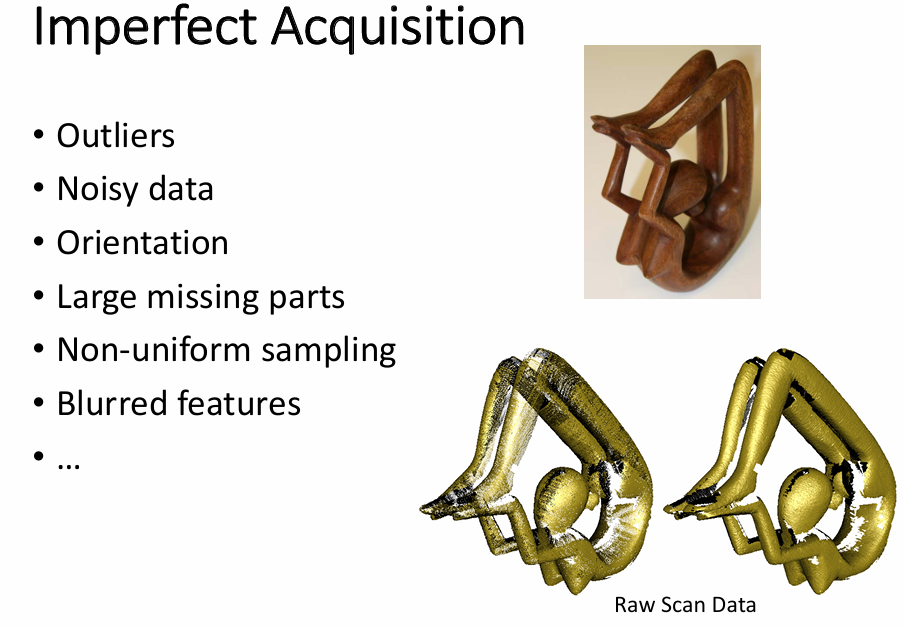 Imperfect Acquisition
• Outliers
• Noisy data
• Orientation
• Large missing parts
• Non-uniform sampling
• Blurred features
• …
Raw Scan Data